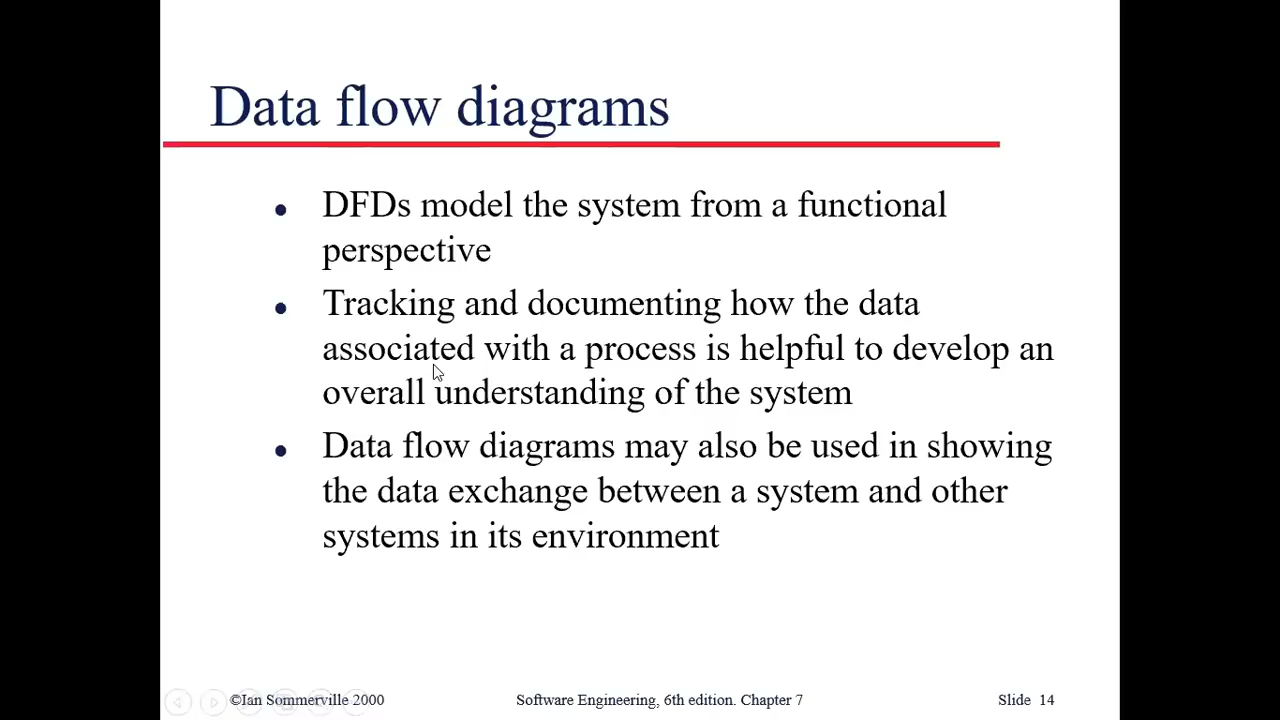 Data flow diagrams
DFDs model the system from a functional
perspective
Tracking and documenting how the data
associated with a process is helpful to develop an
overall understanding of the system
Data flow diagrams may also be used in showing
the data exchange between a system and other
systems in its environment
©Ian Sommerville 2000 Software Engineering, 6th edition. Chapter 7 Slide 14